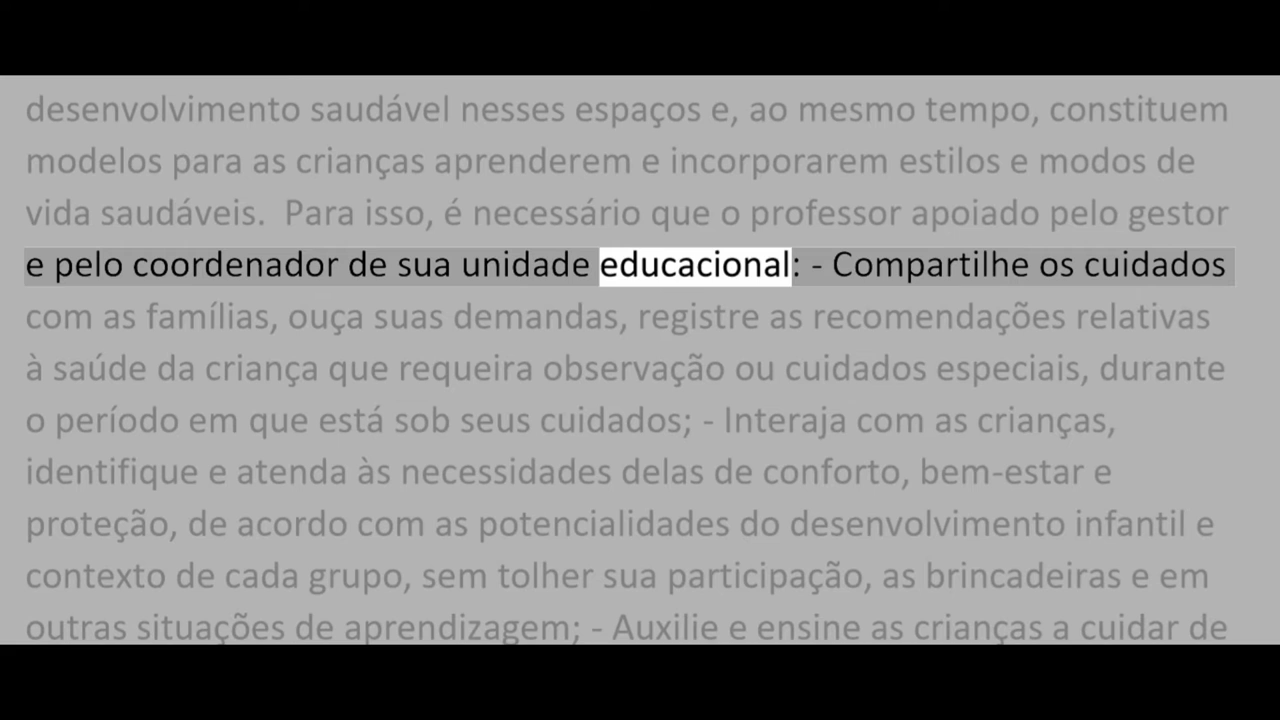 desenvolvimento saudável nesses espaços e, ao mesmo tempo, constituem
modelos para as crianças aprenderem e incorporarem estilos e modos de
vida saudáveis.  Para isso, é necessário que o professor apoiado pelo gestor
e pelo coordenador de sua unidade educacional: - Compartilhe os cuidados
com as famílias, ouça suas demandas, registre as recomendações relativas
à saúde da criança que requeira observação ou cuidados especiais, durante
o período em que está sob seus cuidados; - Interaja com as crianças,
identifique e atenda às necessidades delas de conforto, bem-estar e
proteção, de acordo com as potencialidades do desenvolvimento infantil e
contexto de cada grupo, sem tolher sua participação, as brincadeiras e em
outras situações de aprendizagem; - Auxilie e ensine as crianças a cuidar de